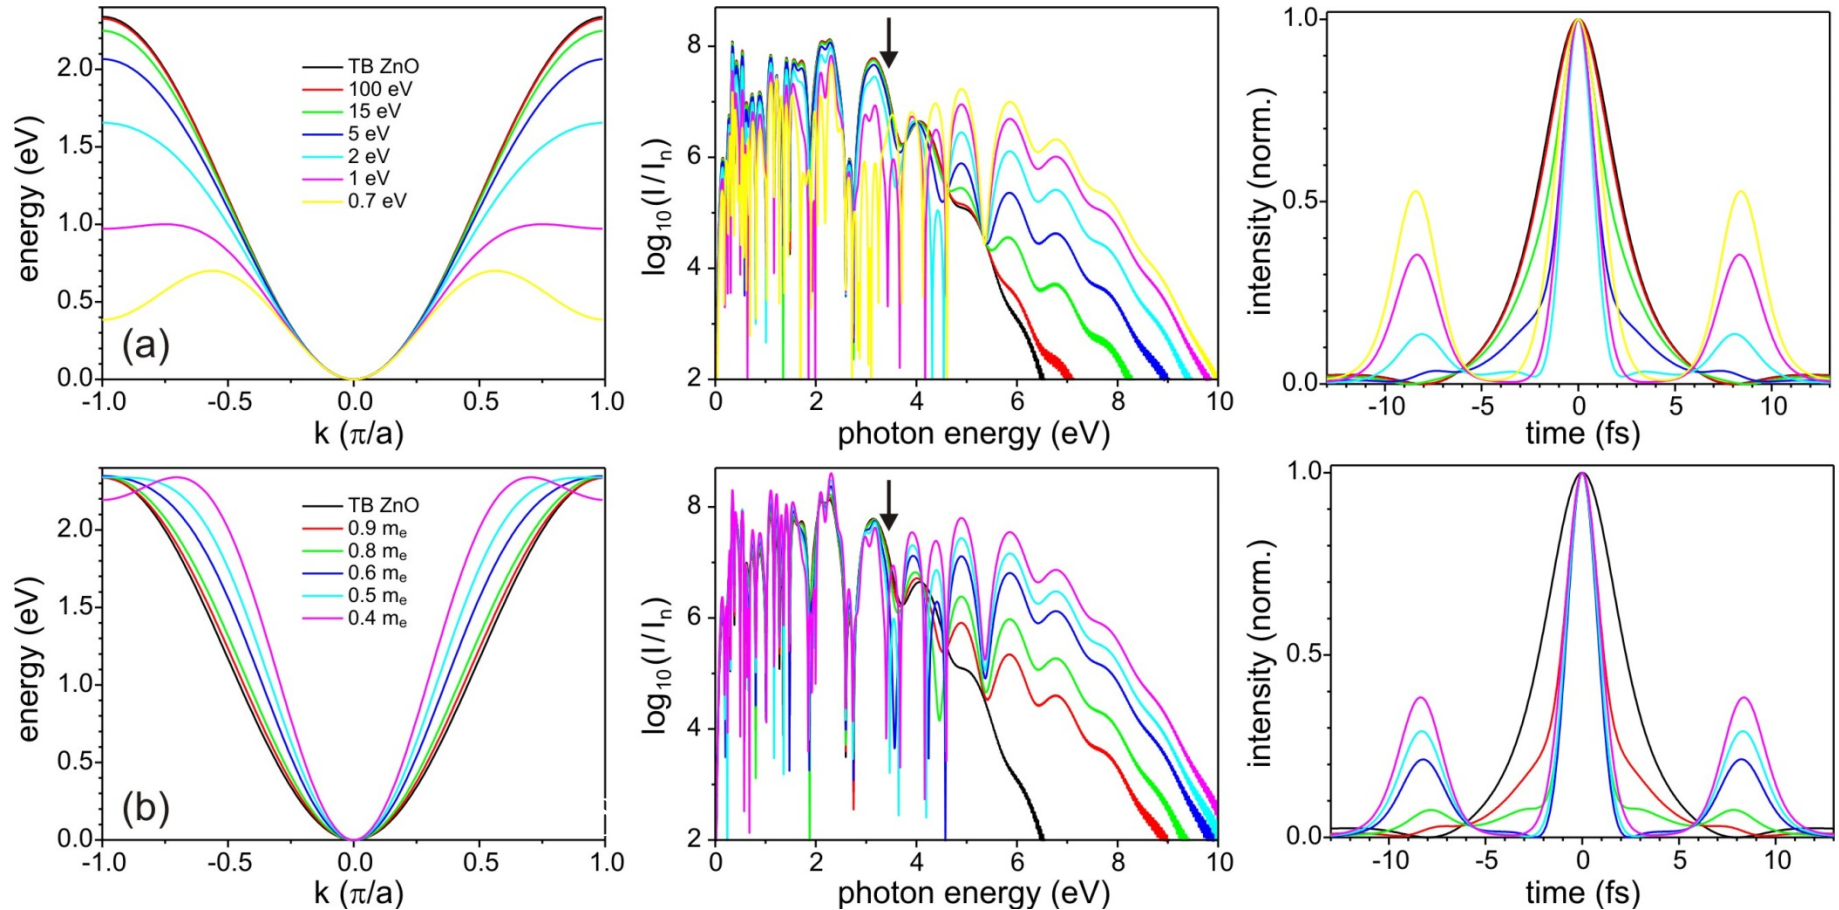 energy (eV)
2.0
1.5
1.0
0.5
0.0
TB ZnO
100 eV
15 eV
5 eV
2 eV
1 eV
0.7 eV
(a)
-1.0 -0.5 0.0 0.5 1.0
k (π/a)
log₁₀(I/Iₙ)
8
6
4
2
0 2 4 6 8 10
photon energy (eV)
intensity (norm.)
1.0
0.5
0.0
-10 -5 0 5 10
time (fs)
energy (eV)
2.0
1.5
1.0
0.5
0.0
TB ZnO
0.9 mₑ
0.8 mₑ
0.6 mₑ
0.5 mₑ
0.4 mₑ
(b)
-1.0 -0.5 0.0 0.5 1.0
k (π/a)
log₁₀(I/Iₙ)
8
6
4
2
0 2 4 6 8 10
photon energy (eV)
intensity (norm.)
1.0
0.5
0.0
-10 -5 0 5 10
time (fs)